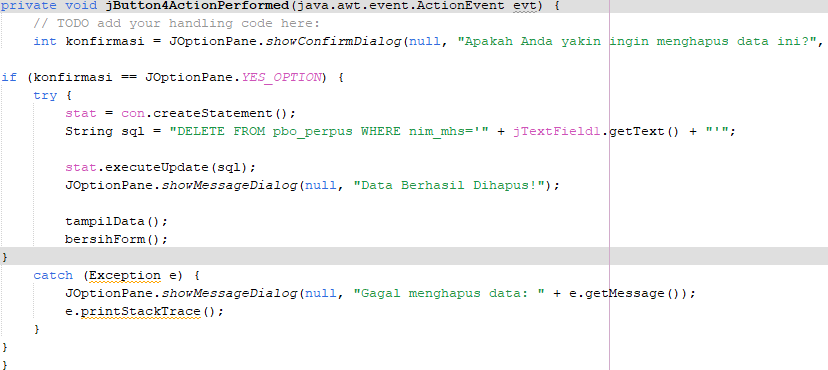 private void jButton4ActionPerformed(java.awt.event.ActionEvent evt) {
// TODO add your handling code here:
int konfirmasi = JOptionPane.showConfirmDialog(null, "Apakah Anda yakin ingin menghapus data ini?",
if (konfirmasi == JOptionPane.YES_OPTION) {
try {
stat = con.createStatement();
String sql = "DELETE FROM pbo_perpus WHERE nim_mhs='" + jTextField1.getText() + "'";
stat.executeUpdate(sql);
JOptionPane.showMessageDialog(null, "Data Berhasil Dihapus!");
tampilData();
bersihForm();
}
catch (Exception e) {
JOptionPane.showMessageDialog(null, "Gagal menghapus data: " + e.getMessage());
e.printStackTrace();
}
}
}